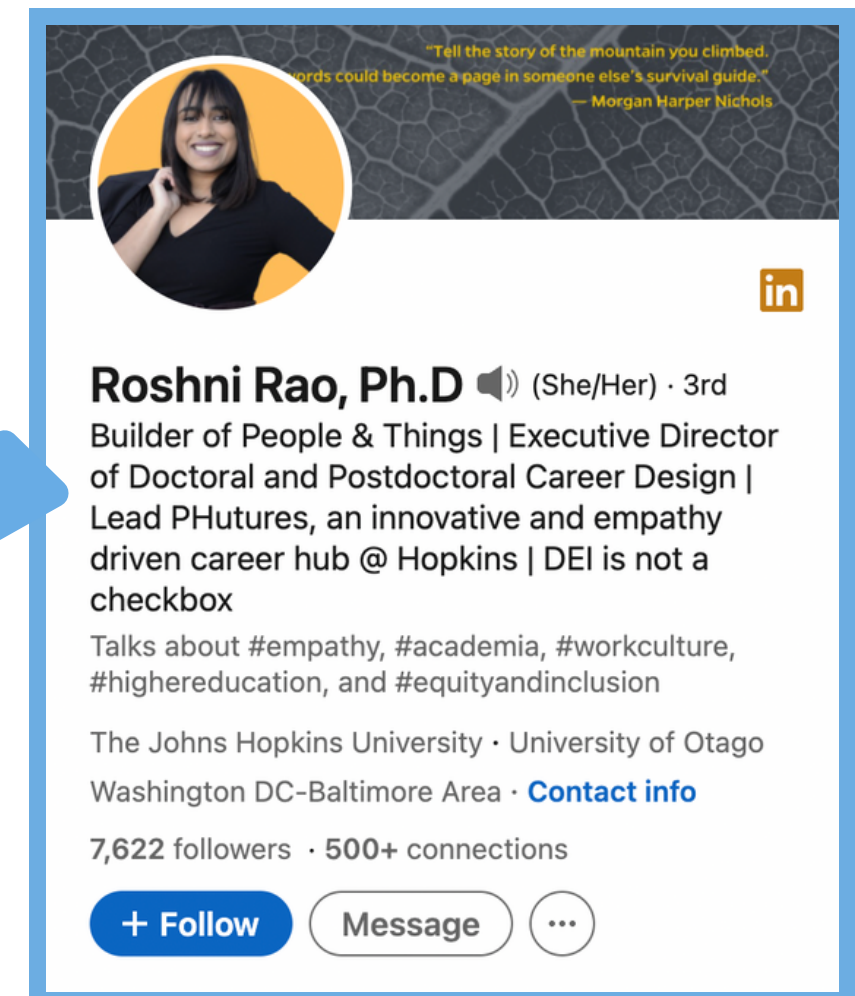 "Tell the story of the mountain you climbed.
words could become a page in someone else's survival guide."
— Morgan Harper Nichols
in
Roshni Rao, Ph.D (She/Her) · 3rd
Builder of People & Things | Executive Director
of Doctoral and Postdoctoral Career Design |
Lead PHutures, an innovative and empathy
driven career hub @ Hopkins | DEI is not a
checkbox
Talks about #empathy, #academia, #workculture,
#highereducation, and #equityandinclusion
The Johns Hopkins University · University of Otago
Washington DC-Baltimore Area · Contact info
7,622 followers · 500+ connections
+ Follow Message ···